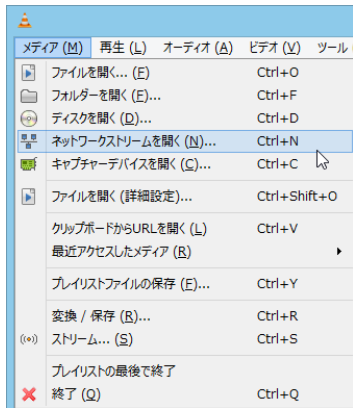 メディア (M) 再生 (L) オーディオ (A) ビデオ (V) ツール
ファイルを開く... (F) Ctrl+O
フォルダーを開く (F)... Ctrl+F
ディスクを開く (D)... Ctrl+D
ネットワークストリームを開く (N)... Ctrl+N
キャプチャーデバイスを開く (C)... Ctrl+C
ファイルを開く (詳細設定)... Ctrl+Shift+O
クリップボードからURLを開く (L) Ctrl+V
最近アクセスしたメディア (R)
プレイリストファイルの保存 (F)... Ctrl+Y
変換 / 保存 (R)... Ctrl+R
ストリーム... (S) Ctrl+S
プレイリストの最後で終了
終了 (Q) Ctrl+Q